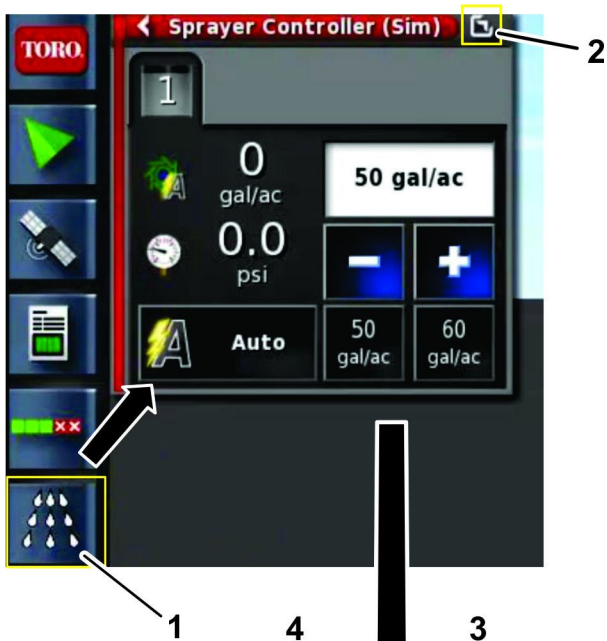 TORO.
Sprayer Controller (Sim)
2
1
0
gal/ac
50 gal/ac
0.0
psi
- +
A Auto
50
gal/ac
60
gal/ac
1
4
3